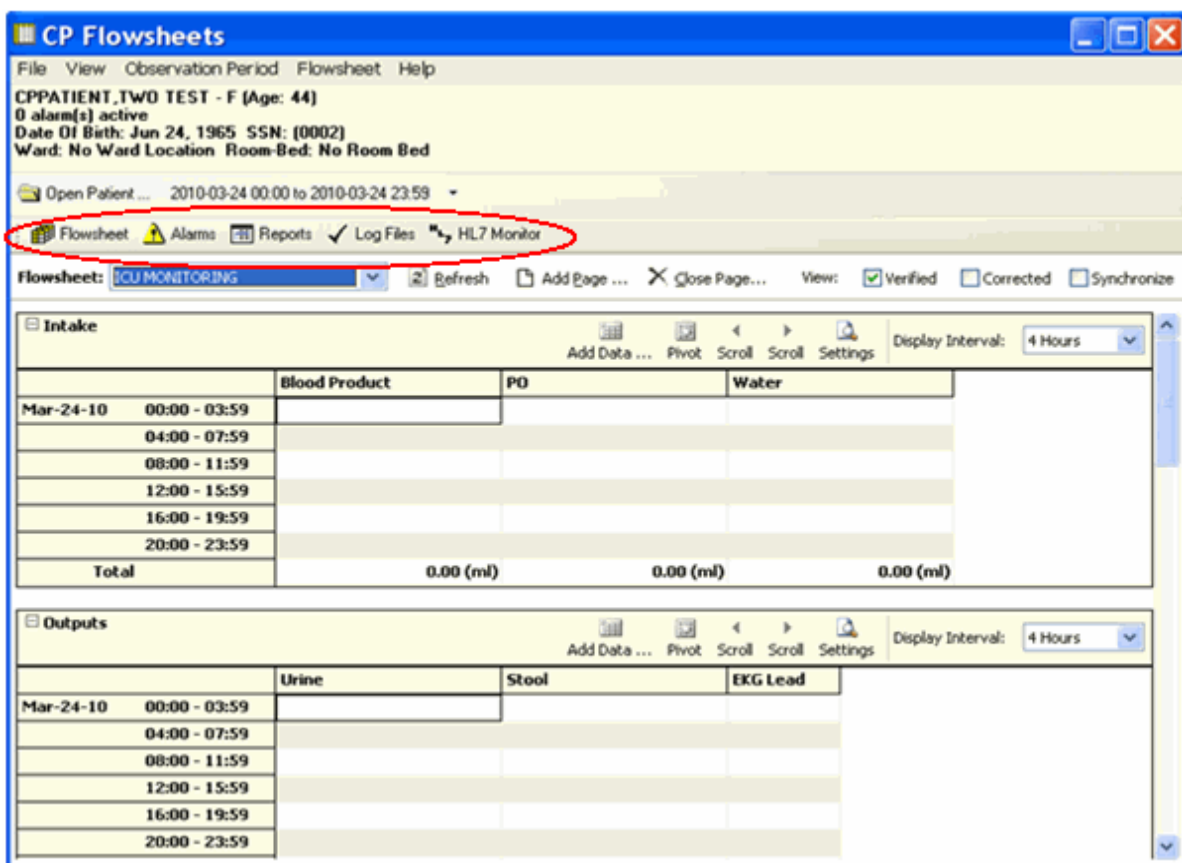 CP Flowsheets
File View Observation Period Flowsheet Help
CPPATIENT,TWO TEST - F (Age: 44)
0 alarm(s) active
Date Of Birth: Jun 24, 1965 SSN: (0002)
Ward: No Ward Location Room-Bed: No Room Bed
Open Patient ... 2010-03-24 00:00 to 2010-03-24 23:59
Flowsheet Alarms Reports Log Files HL7 Monitor
Flowsheet: ICU MONITORING Refresh Add Page ... Close Page... View: Verified Corrected Synchronize
Intake Add Data ... Pivot Scroll Scroll Settings Display Interval: 4 Hours
Blood Product PO Water
Mar-24-10 00:00 - 03:59
04:00 - 07:59
08:00 - 11:59
12:00 - 15:59
16:00 - 19:59
20:00 - 23:59
Total 0.00 (ml) 0.00 (ml) 0.00 (ml)
Outputs Add Data ... Pivot Scroll Scroll Settings Display Interval: 4 Hours
Urine Stool EKG Lead
Mar-24-10 00:00 - 03:59
04:00 - 07:59
08:00 - 11:59
12:00 - 15:59
16:00 - 19:59
20:00 - 23:59